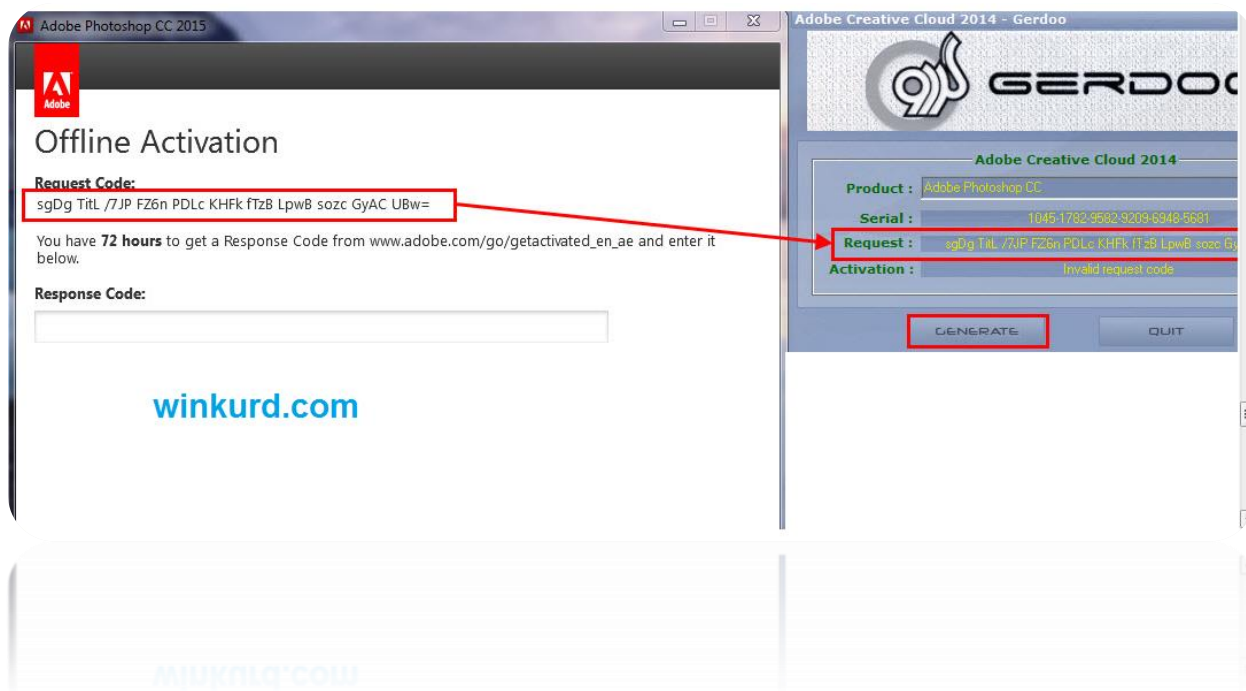 Adobe Photoshop CC 2015
Adobe
Offline Activation
Request Code:
sgDg TitL /7JP FZ6n PDLc KHFk fTzB LpwB sozc GyAC UBw=
You have 72 hours to get a Response Code from www.adobe.com/go/getactivated_en_ae and enter it
below.
Response Code:
winkurd.com
Adobe Creative Cloud 2014 - Gerdoo
GERDOO
Adobe Creative Cloud 2014
Product : Adobe Photoshop CC
Serial : 1045-1782-9582-9209-6948-5681
Request : sgDg TitL /7JP FZ6n PDLc KHFk fTzB LpwB sozc
Activation : Invalid request code
GENERATE
QUIT